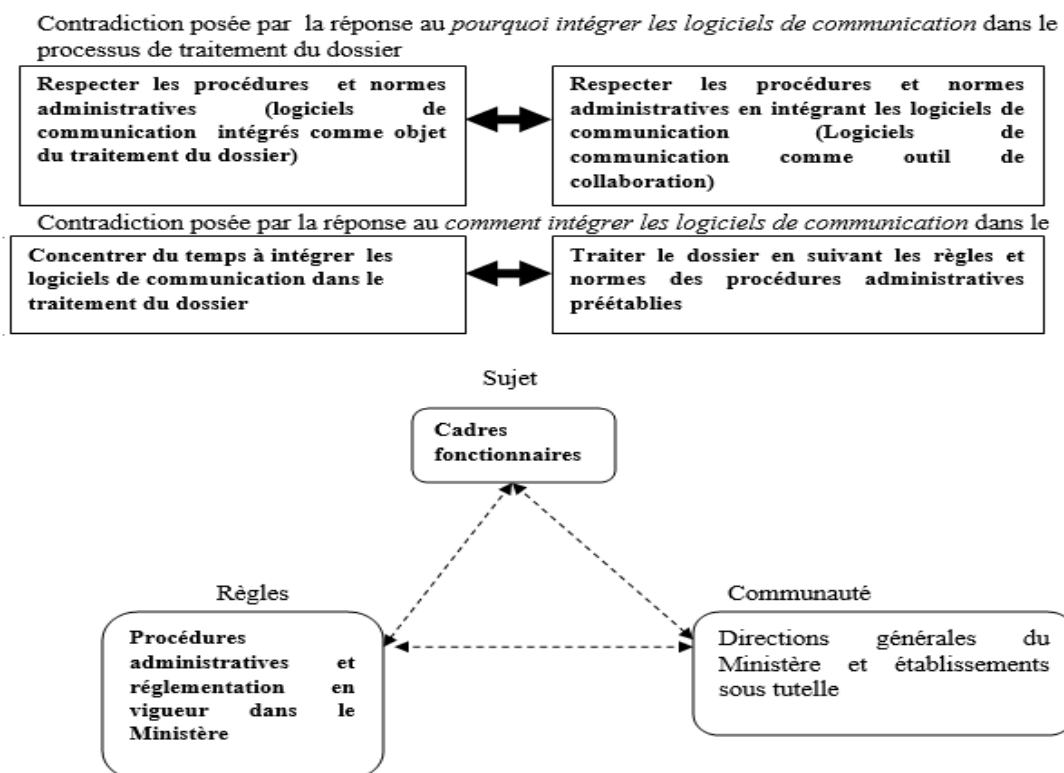 Contradiction posée par la réponse au pourquoi intégrer les logiciels de communication dans le
processus de traitement du dossier
Respecter les procédures et normes
administratives (logiciels de
communication intégrés comme objet
du traitement du dossier)
Respecter les procédures et normes
administratives en intégrant les logiciels de
communication (Logiciels de
communication comme outil de
collaboration)
Contradiction posée par la réponse au comment intégrer les logiciels de communication dans le
Concentrer du temps à intégrer les
logiciels de communication dans le
traitement du dossier
Traiter le dossier en suivant les règles et
normes des procédures administratives
préétablies
Sujet
Cadres
fonctionnaires
Règles
Communauté
Procédures
administratives et
réglementation en
vigueur dans le
Ministère
Directions générales du
Ministère et établissements
sous tutelle